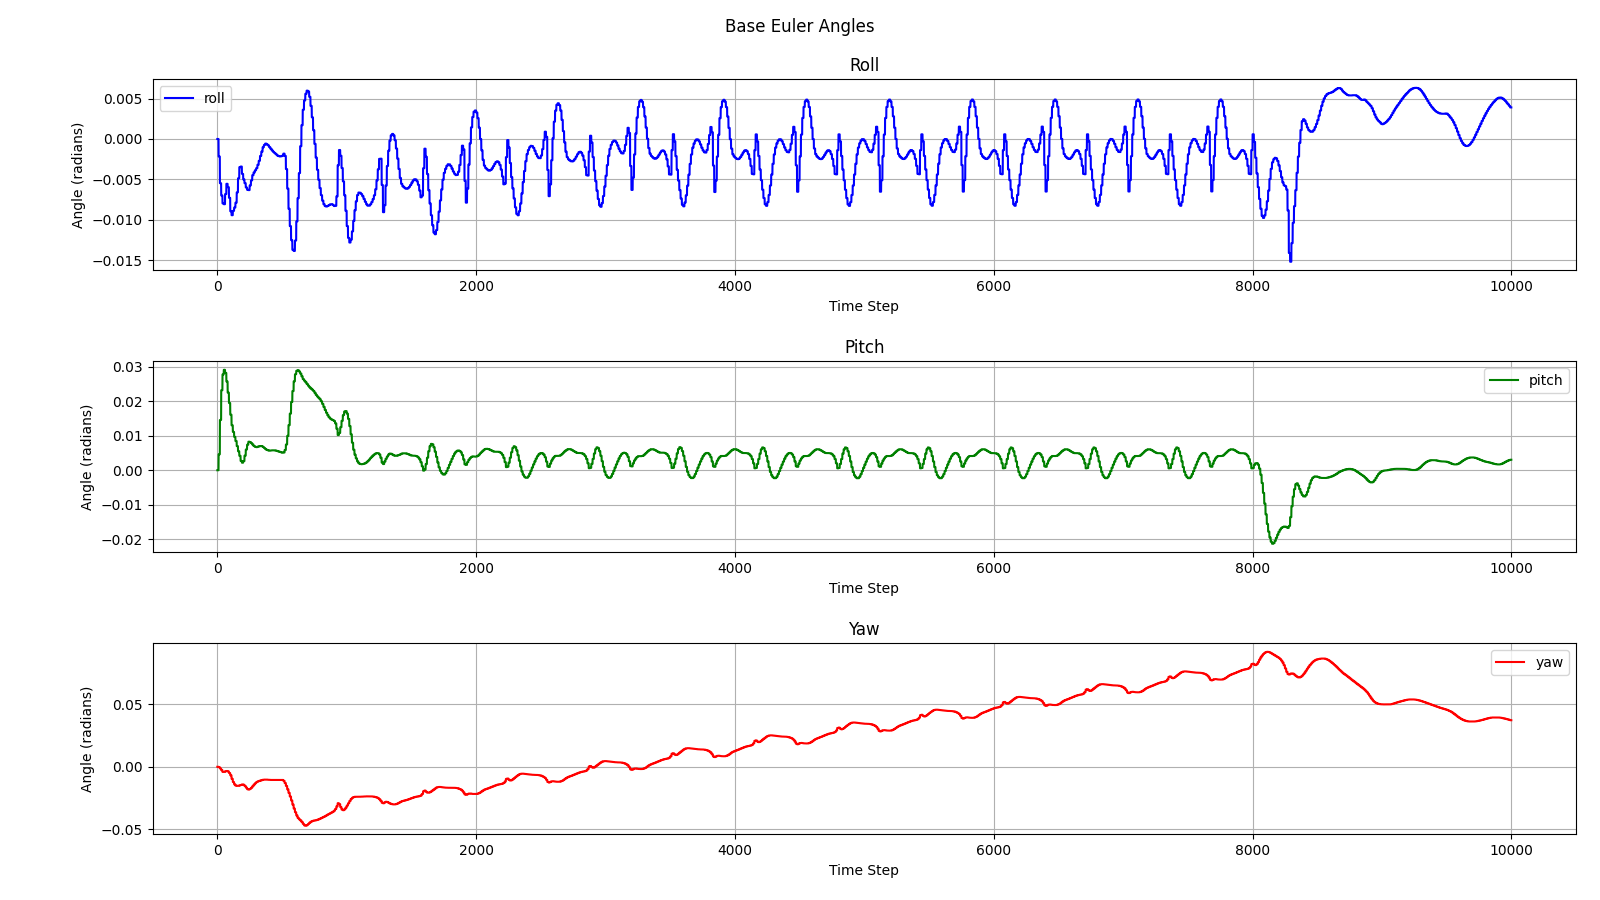 Base Euler Angles
Roll
Angle (radians)
0.005
0.000
−0.005
−0.010
−0.015
roll
0 2000 4000 6000 8000 10000
Time Step
Pitch
Angle (radians)
0.03
0.02
0.01
0.00
−0.01
−0.02
pitch
0 2000 4000 6000 8000 10000
Time Step
Yaw
Angle (radians)
0.05
0.00
−0.05
yaw
0 2000 4000 6000 8000 10000
Time Step